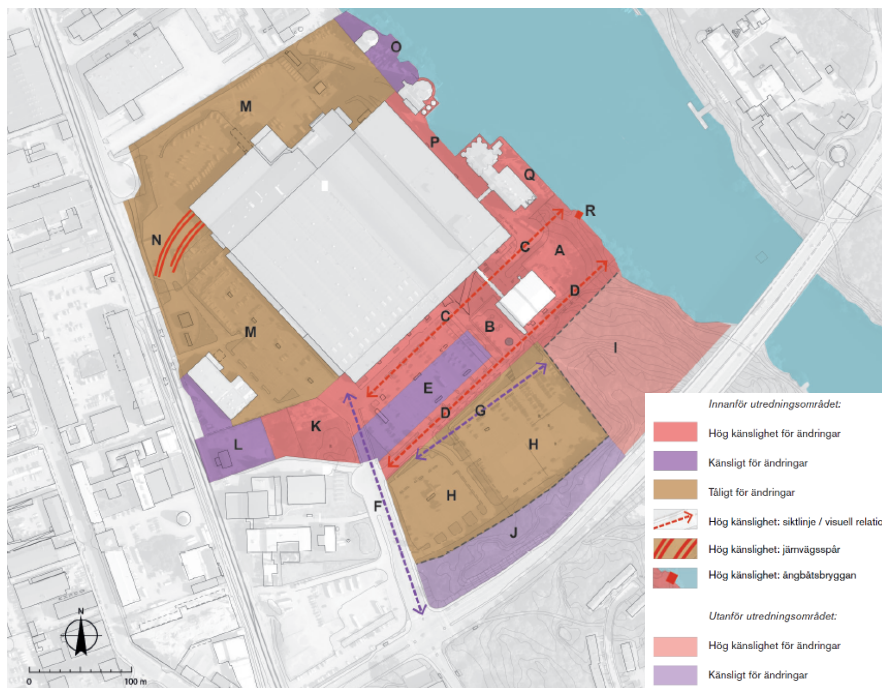 O
M
P
Q
R
N
C
A
D
C
B
M
I
E
G
D
K
L
H
H
F
J
N
0
100 m
Innanför utredningsområdet:
Hög känslighet för ändringar
Känsligt för ändringar
Tåligt för ändringar
Hög känslighet: siktlinje / visuell relatio
Hög känslighet: järnvägsspår
Hög känslighet: ångbåtsbryggan
Utanför utredningsområdet:
Hög känslighet för ändringar
Känsligt för ändringar